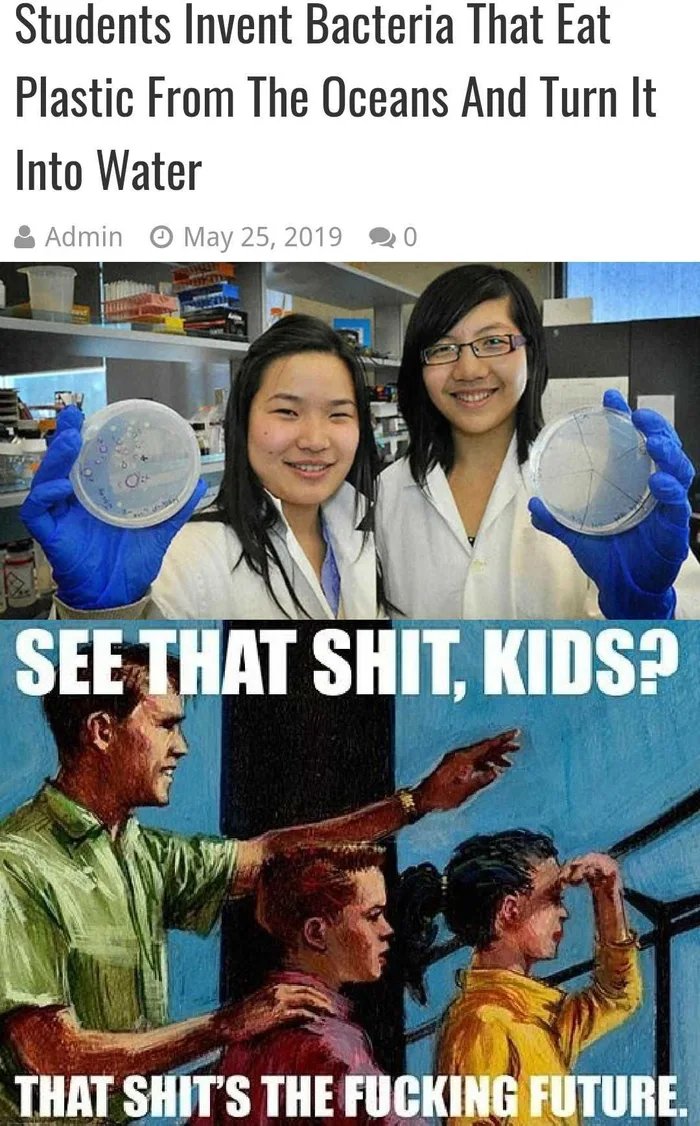 Students Invent Bacteria That Eat
Plastic From The Oceans And Turn It
Into Water
Admin May 25, 2019 0
SEE THAT SHIT, KIDS?
THAT SHIT'S THE FUCKING FUTURE.